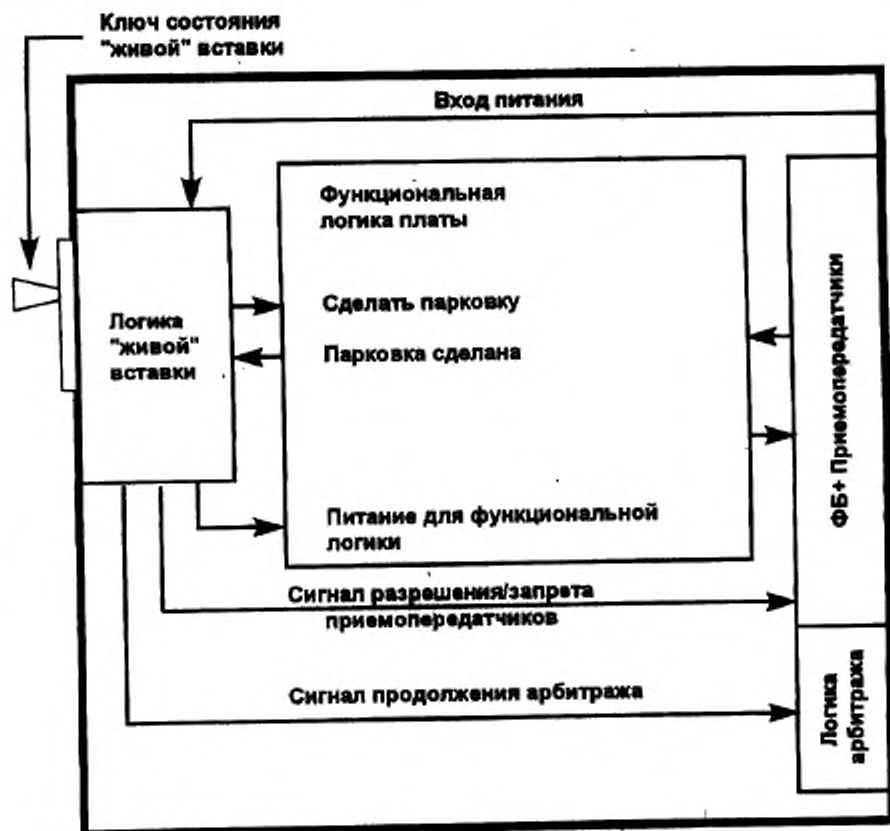 Ключ состояния
"живой" вставки
Вход питания
Функциональная
логика платы
Сделать парковку
Логика
"живой"
вставки
Парковка сделана
Питание для функциональной
логики
Сигнал разрешения/запрета
приемопередатчиков
Сигнал продолжения арбитража
ФБ+ Приемопередатчики
Логика
арбитража